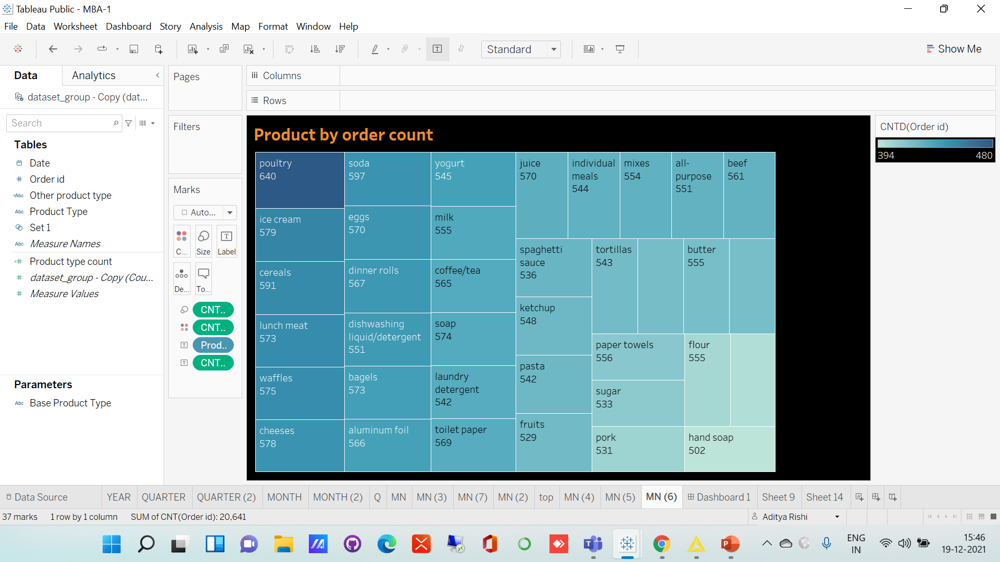 Tableau Public - MBA-1
File Data Worksheet Dashboard Story Analysis Map Format Window Help
Standard
Show Me
Data
Analytics
dataset_group - Copy (dat...
Search
Tables
Date
Order id
=Abc Other product type
Abc Product Type
Set 1
Abc Measure Names
Product type count
dataset_group - Copy (Cou...
Measure Values
Parameters
Abc Base Product Type
Pages
Filters
Marks
Auto...
C...
Size
Label
De...
To...
CNT..
CNT..
Prod..
CNT..
Columns
Rows
Product by order count
poultry
640
ice cream
579
cereals
591
lunch meat
573
waffles
575
cheeses
578
soda
597
eggs
570
dinner rolls
567
dishwashing
liquid/detergent
551
bagels
573
aluminum foil
566
yogurt
545
milk
555
coffee/tea
565
soap
574
laundry
detergent
542
toilet paper
569
juice
570
individual
meals
544
mixes
554
all-
purpose
551
beef
561
spaghetti
sauce
536
ketchup
548
pasta
542
fruits
529
tortillas
543
butter
555
paper towels
556
sugar
533
pork
531
flour
555
hand soap
502
CNTD(Order id)
394 480
Data Source YEAR QUARTER QUARTER (2) MONTH MONTH (2) Q MN MN (3) MN (7) MN (2) top MN (4) MN (5) MN (6) Dashboard 1 Sheet 9 Sheet 14
37 marks 1 row by 1 column SUM of CNT(Order id): 20,641
Aditya Rishi
ENG
IN
15:46
19-12-2021